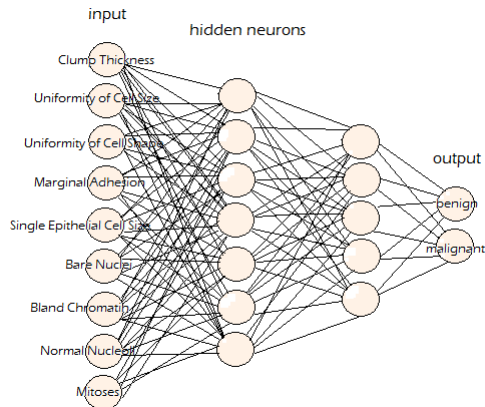 input
hidden neurons
Clump Thickness
Uniformity of Cell Size
Uniformity of Cell Shape
Marginal Adhesion
Single Epithelial Cell Size
Bare Nuclei
Bland Chromatin
Normal Nucleoli
Mitoses
output
benign
malignant